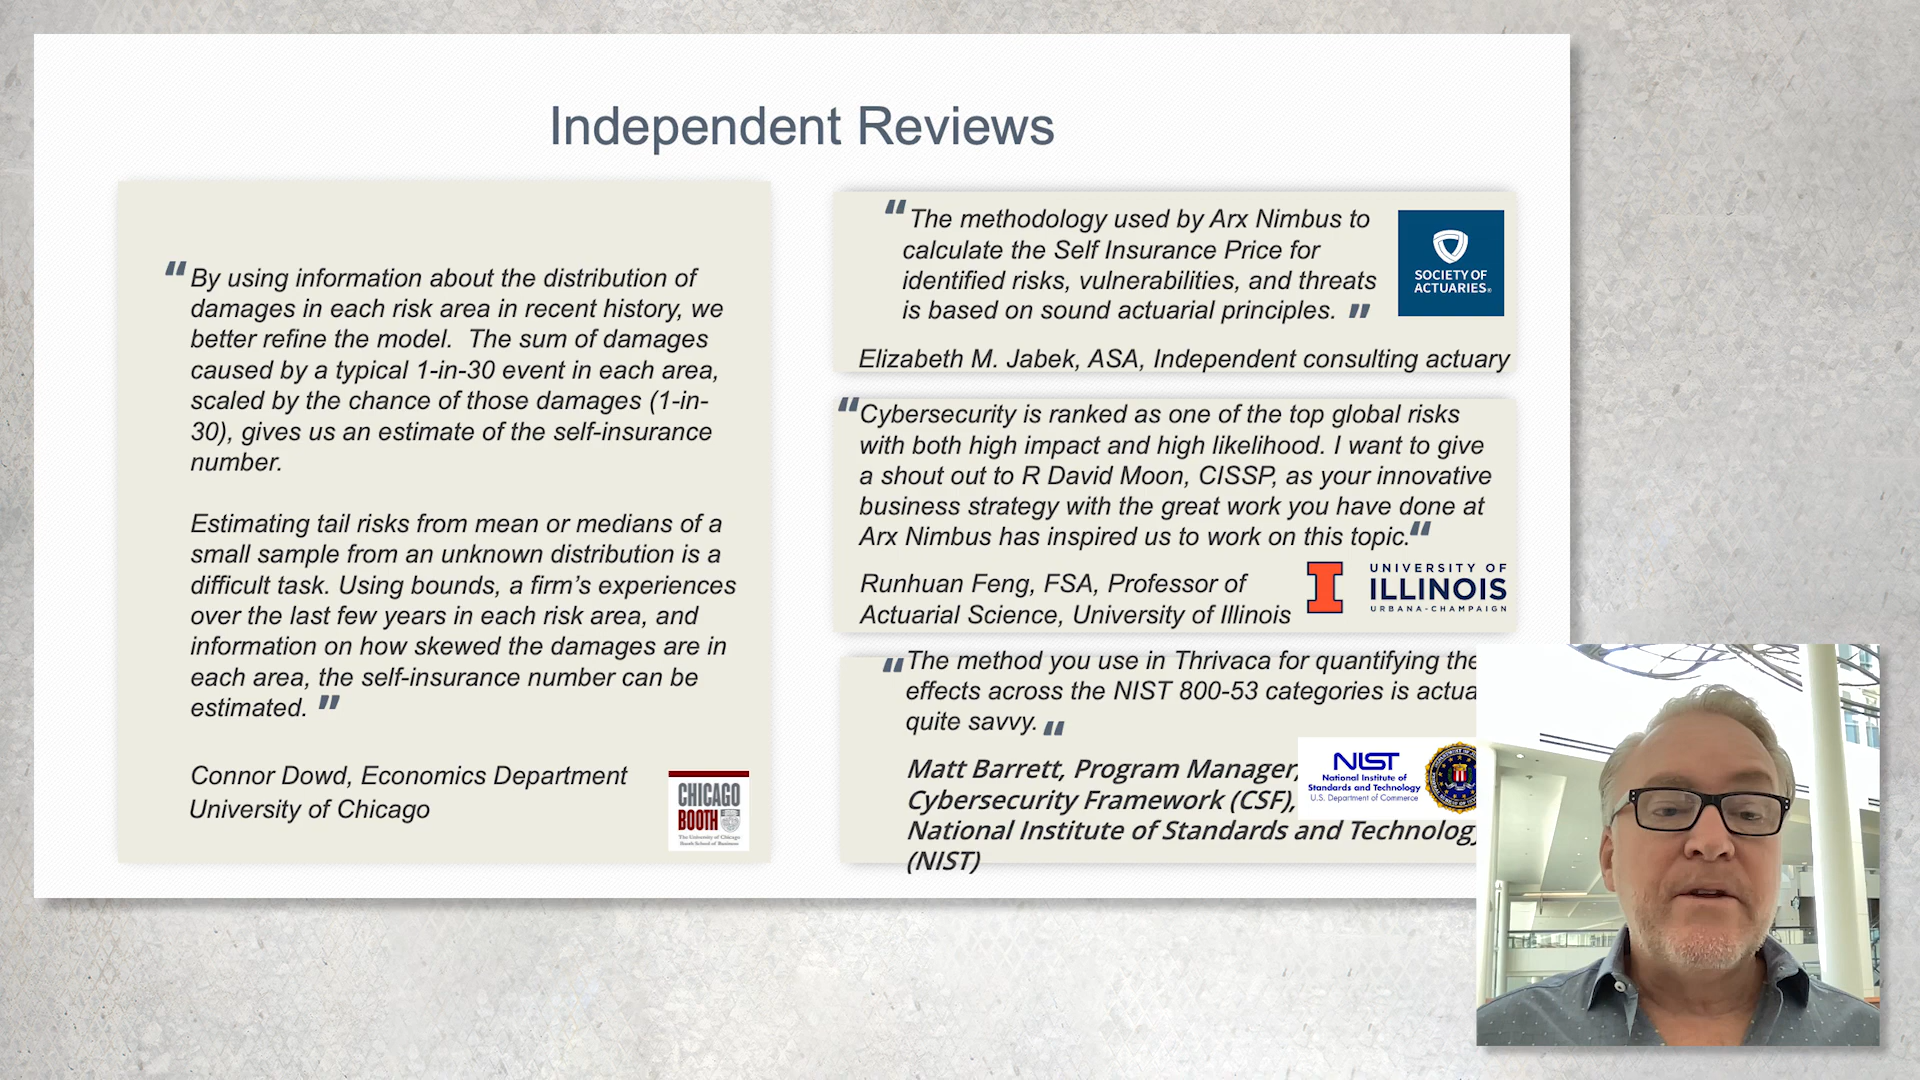 Independent Reviews
“ By using information about the distribution of
damages in each risk area in recent history, we
better refine the model.  The sum of damages
caused by a typical 1-in-30 event in each area,
scaled by the chance of those damages (1-in-
30), gives us an estimate of the self-insurance
number.
Estimating tail risks from mean or medians of a
small sample from an unknown distribution is a
difficult task. Using bounds, a firm’s experiences
over the last few years in each risk area, and
information on how skewed the damages are in
each area, the self-insurance number can be
estimated. ”
Connor Dowd, Economics Department
University of Chicago
CHICAGO
BOOTH
The University of Chicago
Booth School of Business
“ The methodology used by Arx Nimbus to
calculate the Self Insurance Price for
identified risks, vulnerabilities, and threats
is based on sound actuarial principles. ”
SOCIETY OF
ACTUARIES®
Elizabeth M. Jabek, ASA, Independent consulting actuary
“Cybersecurity is ranked as one of the top global risks
with both high impact and high likelihood. I want to give
a shout out to R David Moon, CISSP, as your innovative
business strategy with the great work you have done at
Arx Nimbus has inspired us to work on this topic.“
Runhuan Feng, FSA, Professor of
Actuarial Science, University of Illinois
UNIVERSITY OF
ILLINOIS
URBANA-CHAMPAIGN
“The method you use in Thrivaca for quantifying the
effects across the NIST 800-53 categories is actua
quite savvy. “
Matt Barrett, Program Manager,
Cybersecurity Framework (CSF),
National Institute of Standards and Technology
(NIST)
NIST
National Institute of
Standards and Technology
U.S. Department of Commerce